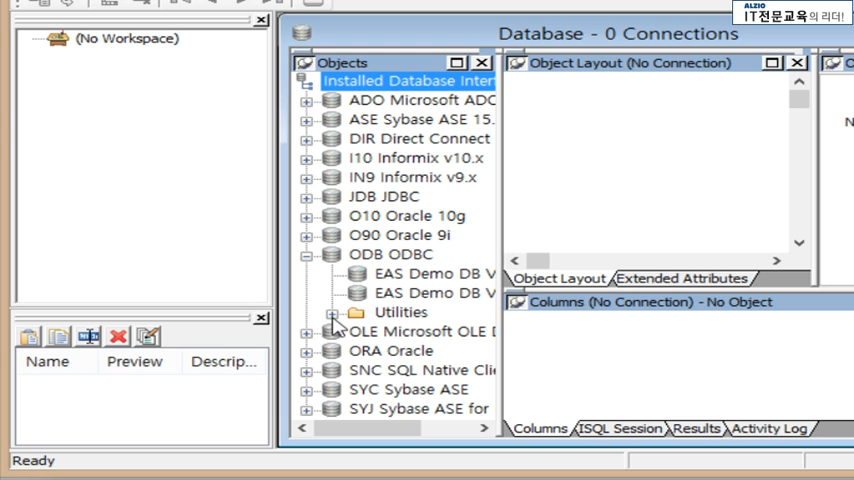 ALZIO
IT전문교육의 리더!
(No Workspace)
Database - 0 Connections
Objects
Installed Database Inter
ADO Microsoft ADO
ASE Sybase ASE 15.
DIR Direct Connect
I10 Informix v10.x
IN9 Informix v9.x
JDB JDBC
O10 Oracle 10g
O90 Oracle 9i
ODB ODBC
EAS Demo DB V
EAS Demo DB V
Utilities
OLE Microsoft OLE D
ORA Oracle
SNC SQL Native Clie
SYC Sybase ASE
SYJ Sybase ASE for
Object Layout (No Connection)
O
N
Object Layout Extended Attributes
Columns (No Connection) - No Object
Columns ISQL Session Results Activity Log
Name Preview Descrip...
Ready